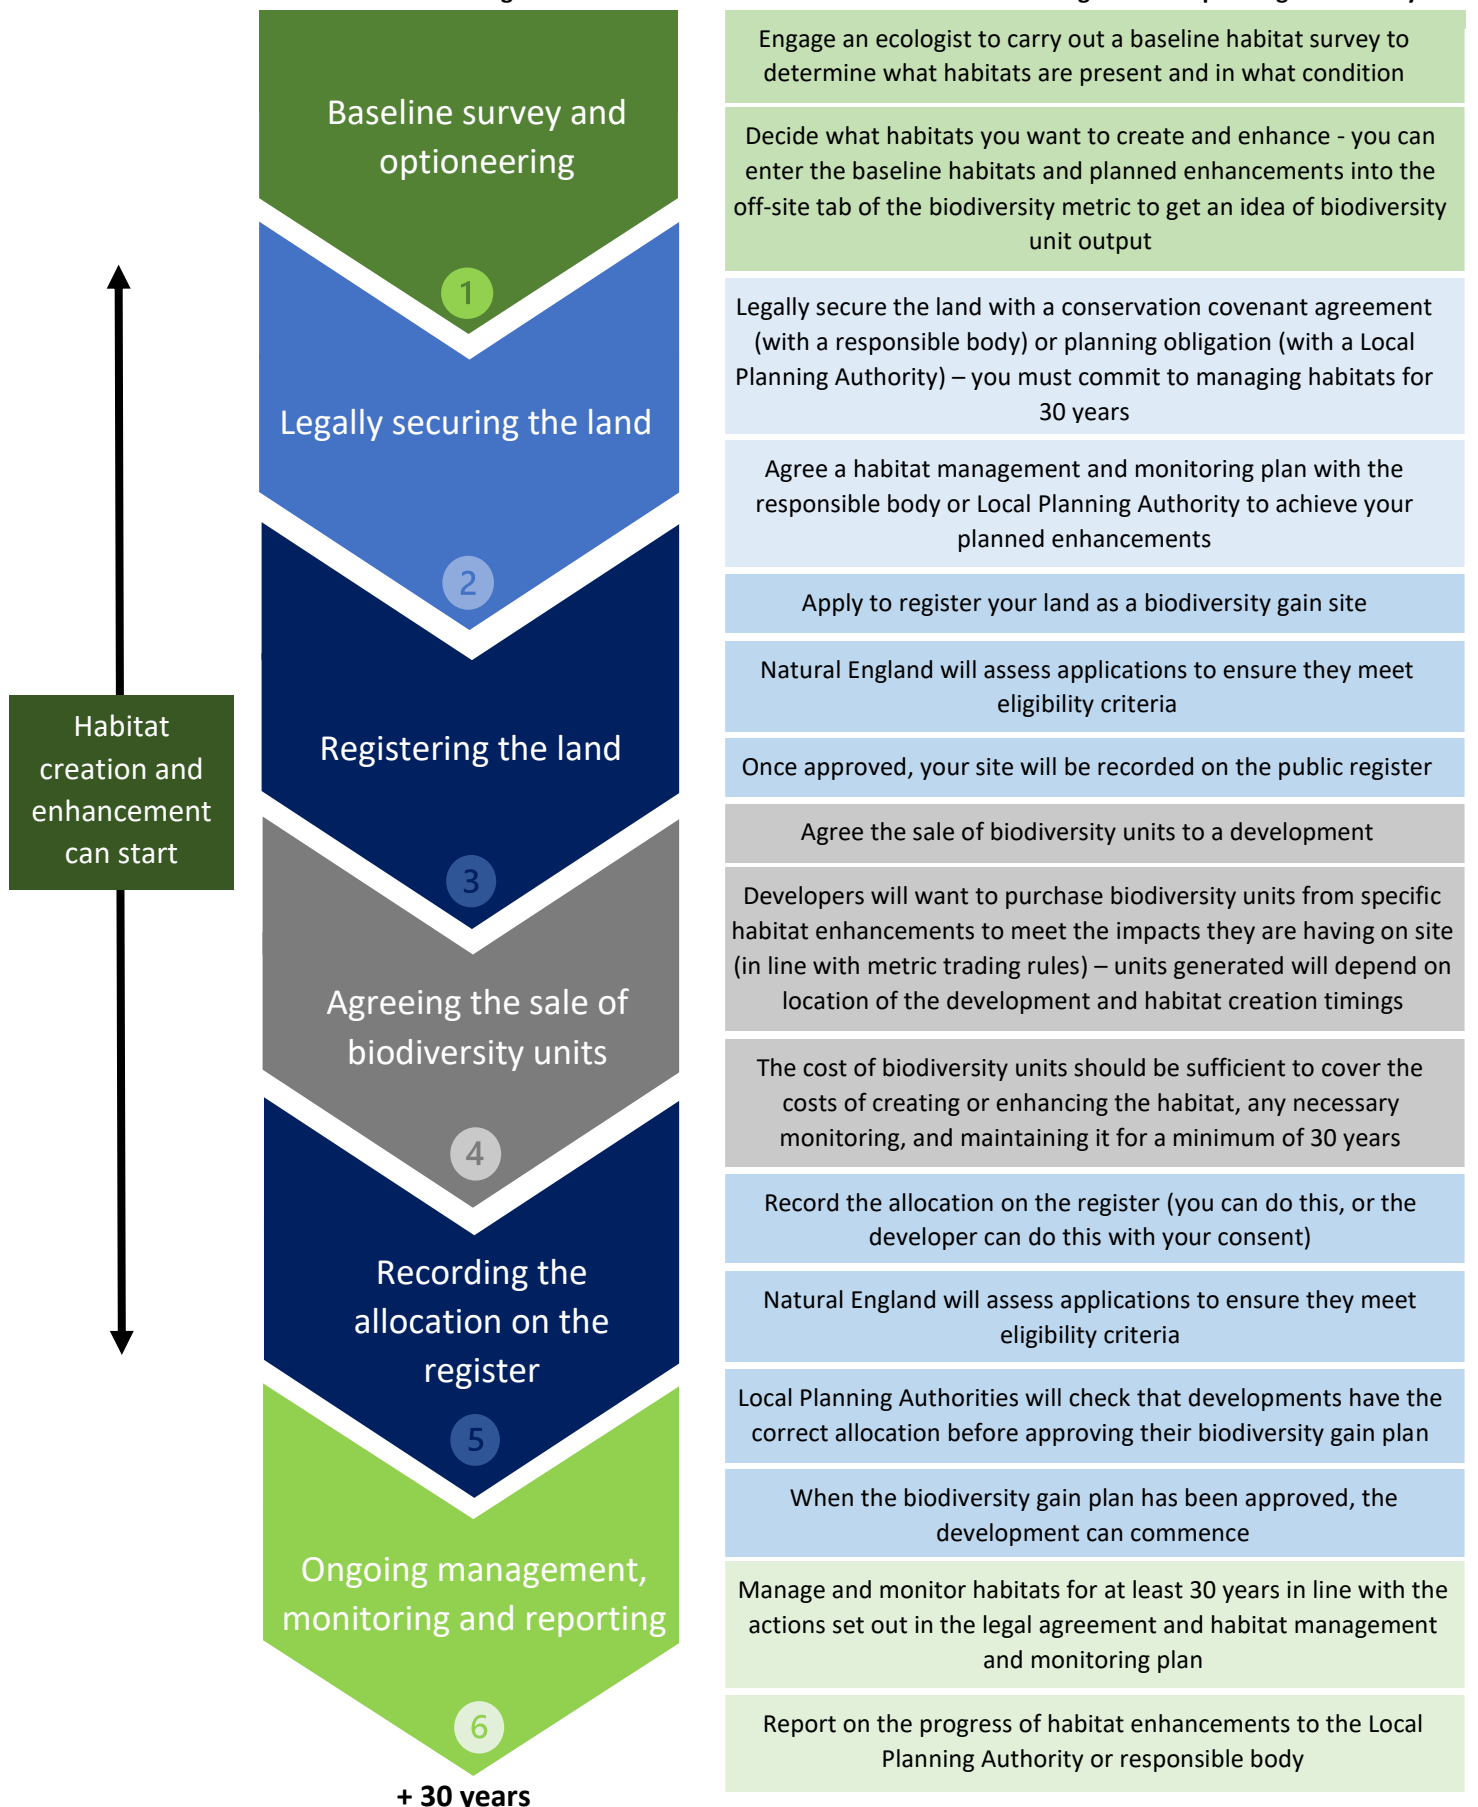 Engage an ecologist to carry out a baseline habitat survey to
determine what habitats are present and in what condition
Baseline survey and
optioneering
Decide what habitats you want to create and enhance - you can
enter the baseline habitats and planned enhancements into the
off-site tab of the biodiversity metric to get an idea of biodiversity
unit output
1
Legally secure the land with a conservation covenant agreement
(with a responsible body) or planning obligation (with a Local
Planning Authority) – you must commit to managing habitats for
30 years
Legally securing the land
Agree a habitat management and monitoring plan with the
responsible body or Local Planning Authority to achieve your
planned enhancements
2
Apply to register your land as a biodiversity gain site
Natural England will assess applications to ensure they meet
eligibility criteria
Habitat
creation and
enhancement
can start
Registering the land
Once approved, your site will be recorded on the public register
3
Agree the sale of biodiversity units to a development
Developers will want to purchase biodiversity units from specific
habitat enhancements to meet the impacts they are having on site
(in line with metric trading rules) – units generated will depend on
location of the development and habitat creation timings
Agreeing the sale of
biodiversity units
The cost of biodiversity units should be sufficient to cover the
costs of creating or enhancing the habitat, any necessary
monitoring, and maintaining it for a minimum of 30 years
4
Record the allocation on the register (you can do this, or the
developer can do this with your consent)
Recording the
allocation on the
register
Natural England will assess applications to ensure they meet
eligibility criteria
Local Planning Authorities will check that developments have the
correct allocation before approving their biodiversity gain plan
5
When the biodiversity gain plan has been approved, the
development can commence
Ongoing management,
monitoring and reporting
Manage and monitor habitats for at least 30 years in line with the
actions set out in the legal agreement and habitat management
and monitoring plan
6
Report on the progress of habitat enhancements to the Local
Planning Authority or responsible body
+ 30 years